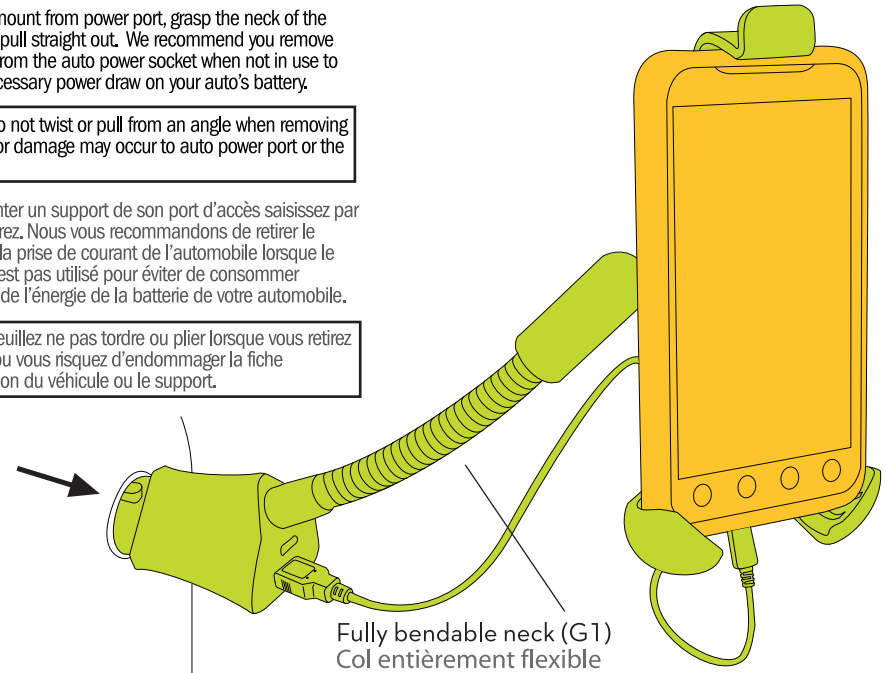 mount from power port, grasp the neck of the
pull straight out. We recommend you remove
from the auto power socket when not in use to
cessary power draw on your auto's battery.
o not twist or pull from an angle when removing
or damage may occur to auto power port or the
nter un support de son port d'accès saisissez par
rez. Nous vous recommandons de retirer le
la prise de courant de l'automobile lorsque le
est pas utilisé pour éviter de consommer
de l'énergie de la batterie de votre automobile.
euillez ne pas tordre ou plier lorsque vous retirez
ou vous risquez d'endommager la fiche
on du véhicule ou le support.
Fully bendable neck (G1)
Col entièrement flexible